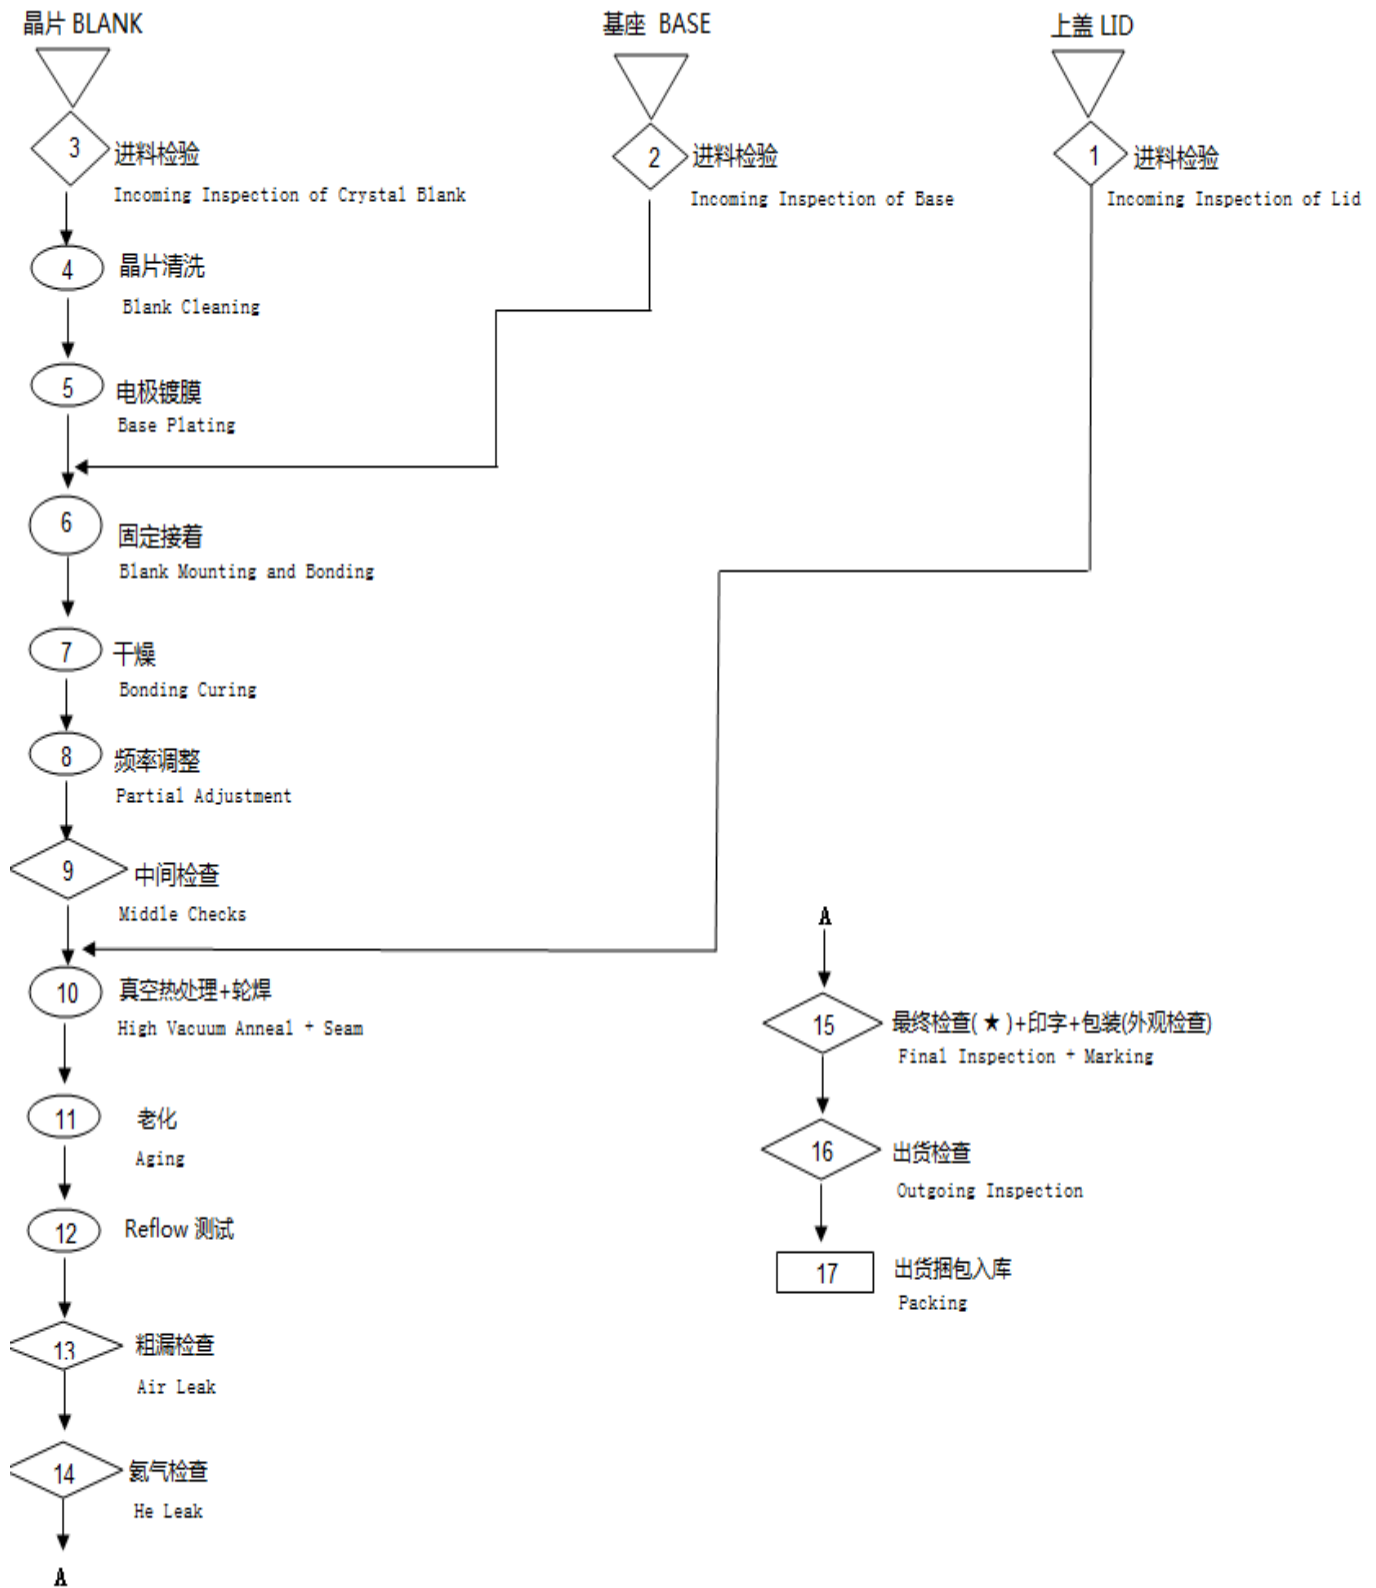 晶片 BLANK
基座 BASE
上盖 LID
3
进料检验
Incoming Inspection of Crystal Blank
2
进料检验
Incoming Inspection of Base
1
进料检验
Incoming Inspection of Lid
4
晶片清洗
Blank Cleaning
5
电极镀膜
Base Plating
6
固定接着
Blank Mounting and Bonding
7
干燥
Bonding Curing
8
频率调整
Partial Adjustment
9
中间检查
Middle Checks
10
真空热处理+轮焊
High Vacuum Anneal + Seam
11
老化
Aging
12
Reflow 测试
13
粗漏检查
Air Leak
14
氦气检查
He Leak
A
A
15
最终检查(★)+印字+包装(外观检查)
Final Inspection + Marking
16
出货检查
Outgoing Inspection
17
出货捆包入库
Packing